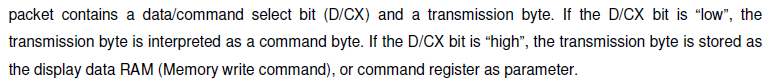 packet contains a data/command select bit (D/CX) and a transmission byte. If the D/CX bit is “low”, the
transmission byte is interpreted as a command byte. If the D/CX bit is “high”, the transmission byte is stored as
the display data RAM (Memory write command), or command register as parameter.